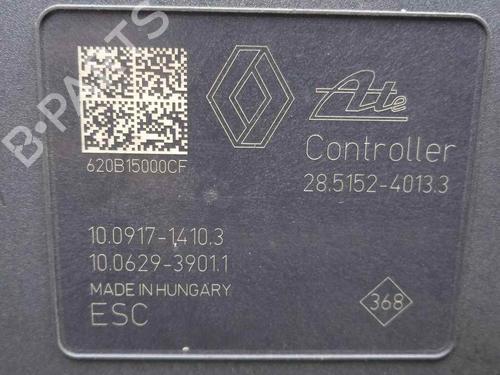 B-PARTS
Ate
620B15000CF
Controller
28.5152-4013.3
10.0917-1410.3
10.0629-3901.1
MADE IN HUNGARY
ESC
368